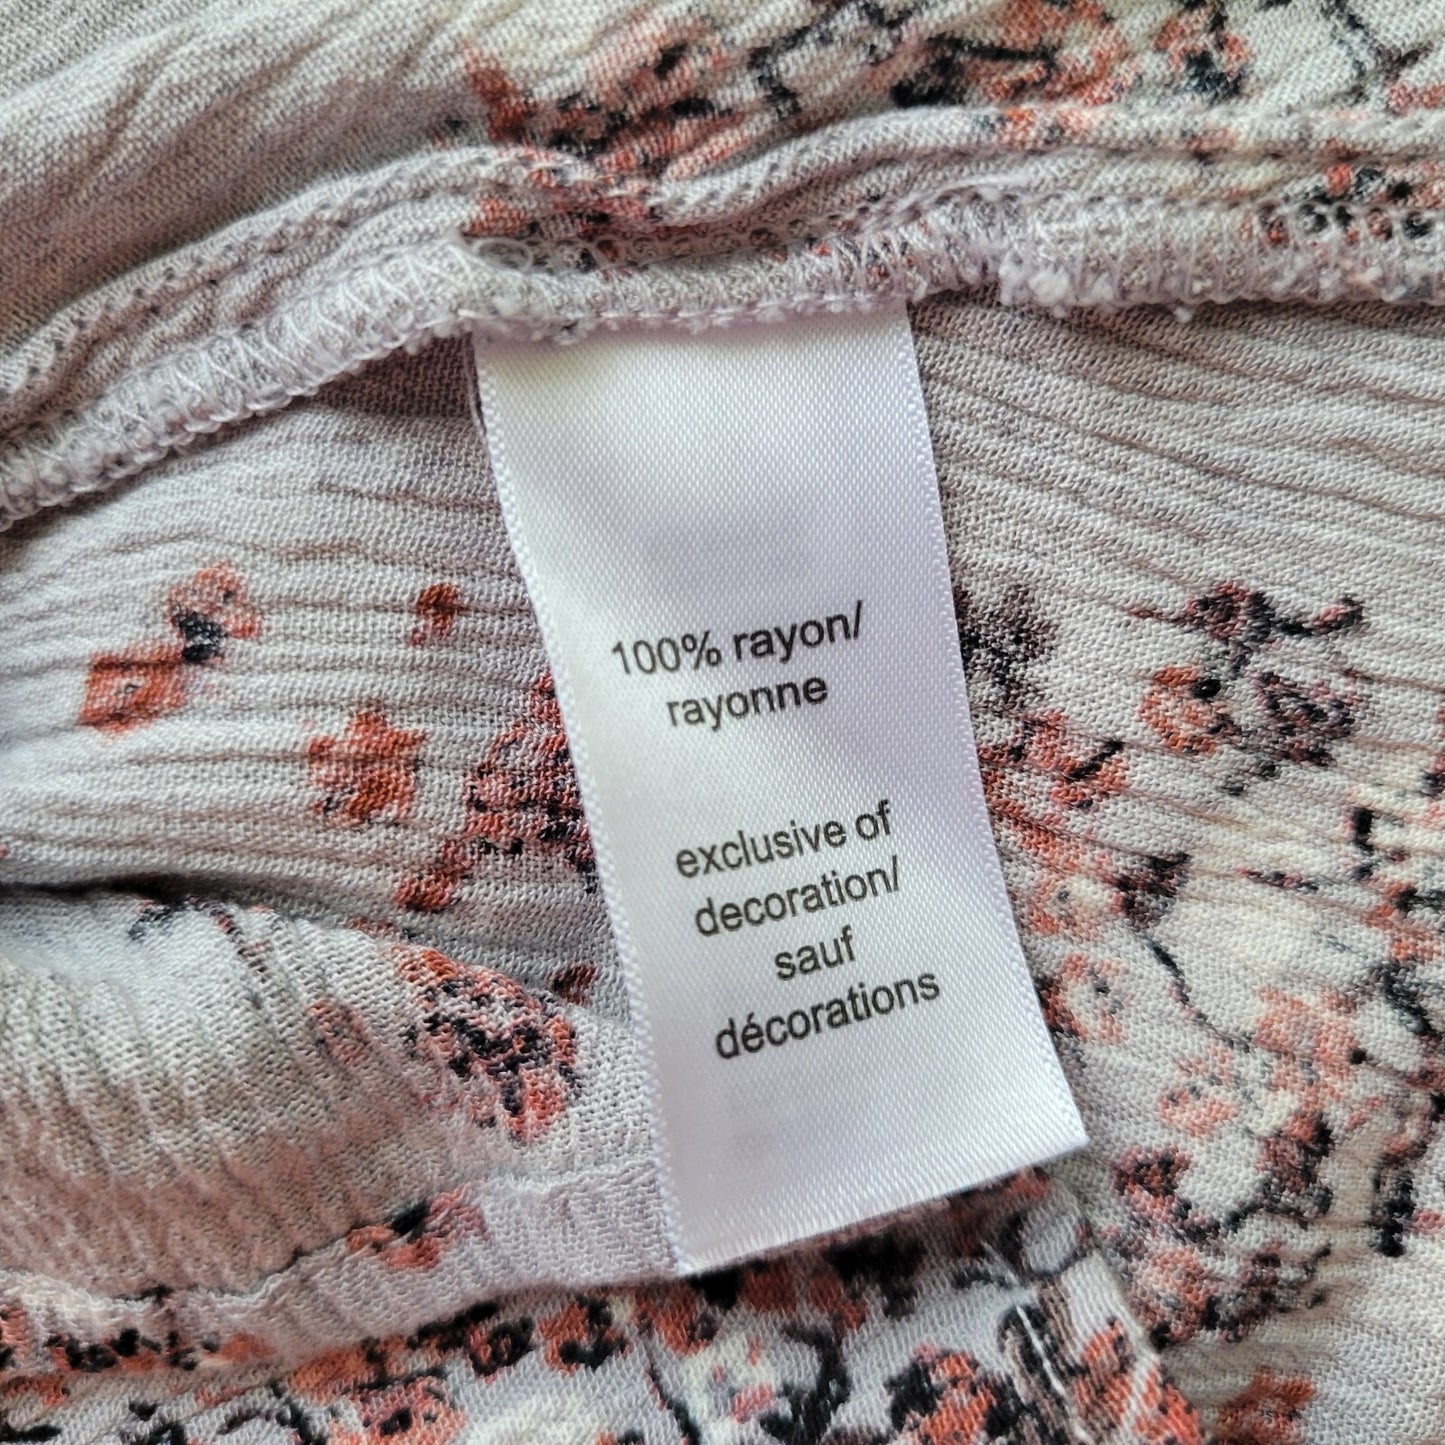 100% rayon/
rayonne
exclusive of
decoration/
sauf
décorations